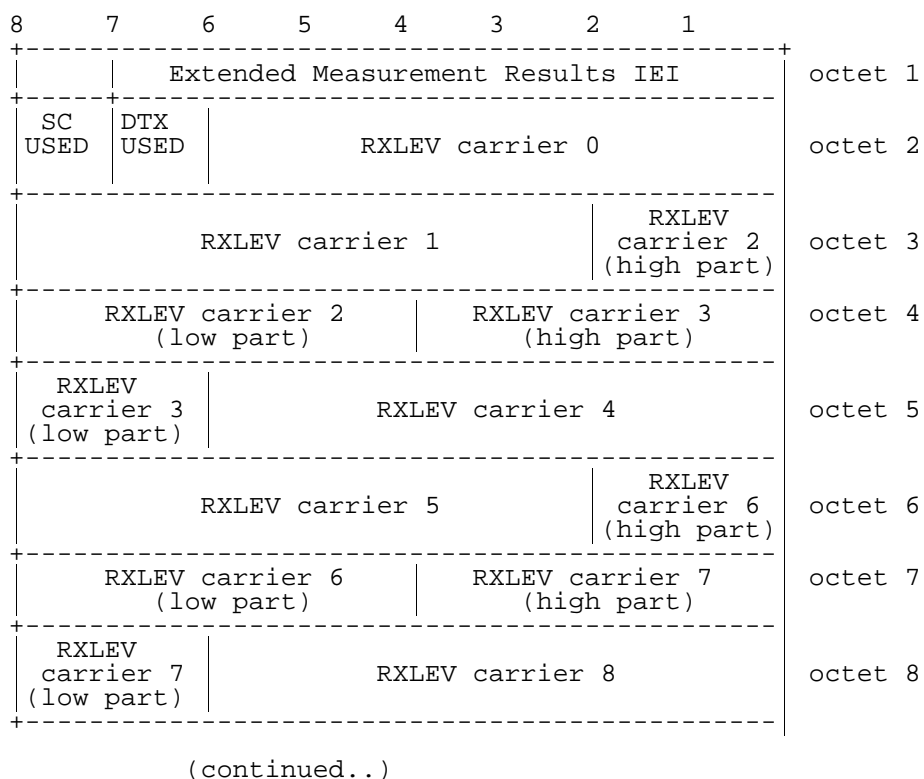 8 7 6 5 4 3 2 1
Extended Measurement Results IEI octet 1
SC DTX
USED USED RXLEV carrier 0 octet 2
RXLEV
RXLEV carrier 1 carrier 2 octet 3
(high part)
RXLEV carrier 2 RXLEV carrier 3 octet 4
(low part) (high part)
RXLEV
carrier 3 RXLEV carrier 4 octet 5
(low part)
RXLEV
RXLEV carrier 5 carrier 6 octet 6
(high part)
RXLEV carrier 6 RXLEV carrier 7 octet 7
(low part) (high part)
RXLEV
carrier 7 RXLEV carrier 8 octet 8
(low part)
(continued..)